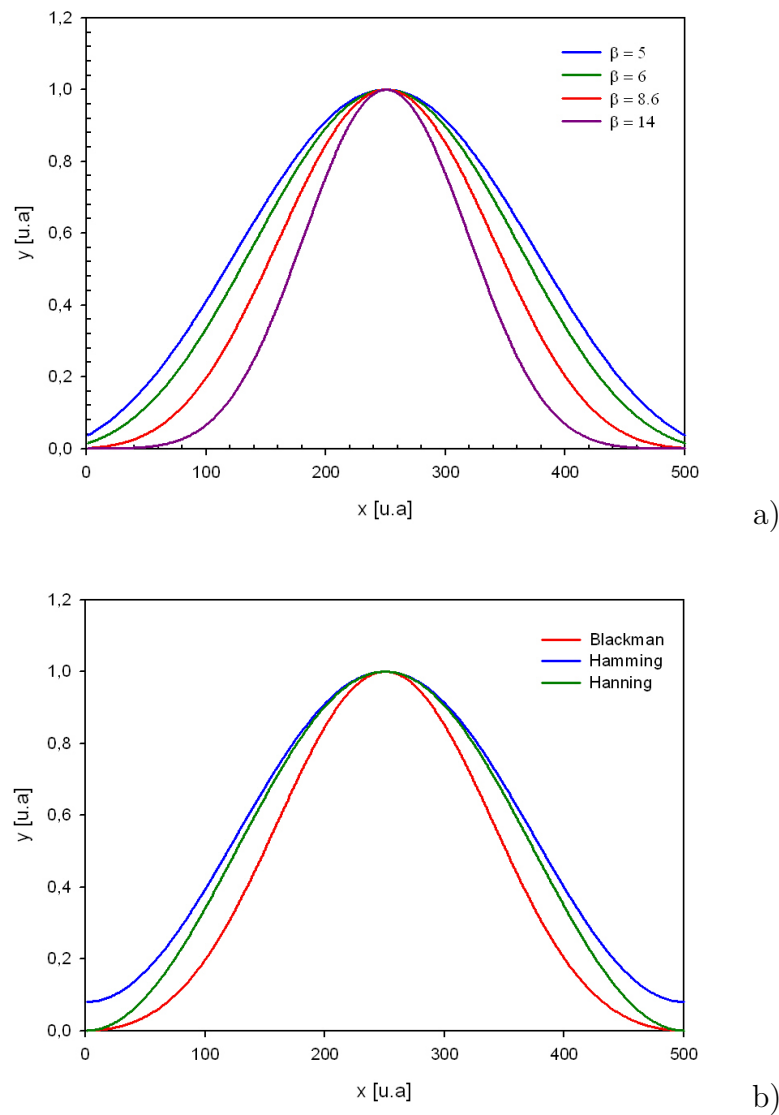 1,2
1,0
0,8
0,6
0,4
0,2
0,0
y [u.a]
β = 5
β = 6
β = 8.6
β = 14
0 100 200 300 400 500
x [u.a]
a)
1,2
1,0
0,8
0,6
0,4
0,2
0,0
y [u.a]
Blackman
Hamming
Hanning
0 100 200 300 400 500
x [u.a]
b)